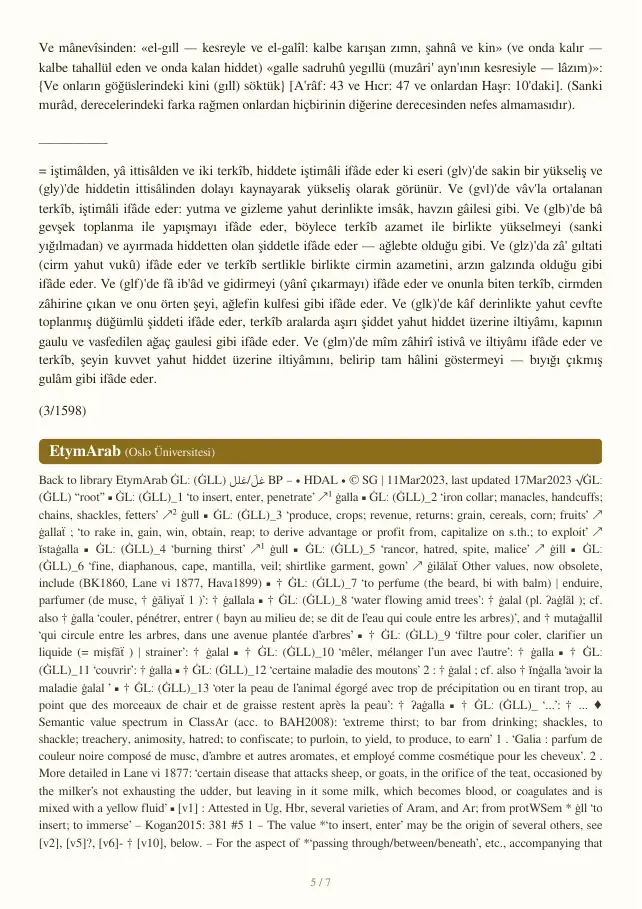 Ve mânevîsinden: «el-gıll — kesreyle ve el-galîl: kalbe karışan zımn, şahnâ ve kin» (ve onda kalır —
kalbe tahallül eden ve onda kalan hiddet) «galle sadruhû yegıllü (muzâri' ayn'ının kesresiyle — lâzım)»:
{Ve onların göğüslerindeki kini (gıll) söktük} [A'râf: 43 ve Hıcr: 47 ve onlardan Haşr: 10'daki]. (Sanki
murâd, derecelerindeki farka rağmen onlardan hiçbirinin diğerine derecesinden nefes almamasıdır).
= iştimâlden, yâ ittisâlden ve iki terkîb, hiddete iştimâli ifâde eder ki eseri (glv)'de sakin bir yükseliş ve
(gly)'de hiddetin ittisâlinden dolayı kaynayarak yükseliş olarak görünür. Ve (gvl)'de vâv'la ortalanan
terkîb, iştimâli ifâde eder: yutma ve gizleme yahut derinlikte imsâk, havzın gâilesi gibi. Ve (glb)'de bâ
gevşek toplanma ile yapışmayı ifâde eder, böylece terkîb azamet ile birlikte yükselmeyi (sanki
yığılmadan) ve ayırmada hiddetten olan şiddetle ifâde eder — ağlebte olduğu gibi. Ve (glz)'da zâ' gıltati
(cirm yahut vukû) ifâde eder ve terkîb sertlikle birlikte cirmin azametini, arzın galzında olduğu gibi
ifâde eder. Ve (glf)'de fâ ib'âd ve gidirmeyi (yânî çıkarmayı) ifâde eder ve onunla biten terkîb, cirmden
zâhirine çıkan ve onu örten şeyi, ağlefin kulfesi gibi ifâde eder. Ve (glk)'de kâf derinlikte yahut cevfte
toplanmış düğümlü şiddeti ifâde eder, terkîb aralarda aşırı şiddet yahut hiddet üzerine iltiyâmı, kapının
gaulu ve vasfedilen ağaç gaulesi gibi ifâde eder. Ve (glm)'de mîm zâhirî istivâ ve iltiyâmı ifâde eder ve
terkîb, şeyin kuvvet yahut hiddet üzerine iltiyâmını, belirip tam hâlini göstermeyi — bıyığı çıkmış
gulâm gibi ifâde eder.
(3/1598)
EtymArab (Oslo Üniversitesi)
Back to library EtymArab ĠL: (ĠLL) غلّ/غلل BP – • HDAL • © SG | 11Mar2023, last updated 17Mar2023 √ĠL:
(ĠLL) “root” ▪ ĠL: (ĠLL)_1 ‘to insert, enter, penetrate’ ↗¹ ġalla ▪ ĠL: (ĠLL)_2 ‘iron collar; manacles, handcuffs;
chains, shackles, fetters’ ↗² ġull ▪ ĠL: (ĠLL)_3 ‘produce, crops; revenue, returns; grain, cereals, corn; fruits’ ↗
ġallaẗ ; ‘to rake in, gain, win, obtain, reap; to derive advantage or profit from, capitalize on s.th.; to exploit’ ↗
ĭstaġalla ▪ ĠL: (ĠLL)_4 ‘burning thirst’ ↗¹ ġull ▪ ĠL: (ĠLL)_5 ‘rancor, hatred, spite, malice’ ↗ ġill ▪ ĠL:
(ĠLL)_6 ‘fine, diaphanous, cape, mantilla, veil; shirtlike garment, gown’ ↗ ġilālaẗ Other values, now obsolete,
include (BK1860, Lane vi 1877, Hava1899) ▪ † ĠL: (ĠLL)_7 ‘to perfume (the beard, bi with balm) | enduire,
parfumer (de musc, † ġāliyaẗ 1 )’: † ġallala ▪ † ĠL: (ĠLL)_8 ‘water flowing amid trees’: † ġalal (pl. ʔaġlāl ); cf.
also † ġalla ‘couler, pénétrer, entrer ( bayn au milieu de; se dit de l’eau qui coule entre les arbres)’, and † mutaġallil
‘qui circule entre les arbres, dans une avenue plantée d’arbres’ ▪ † ĠL: (ĠLL)_9 ‘filtre pour coler, clarifier un
liquide (= miṣfāẗ ) | strainer’: † ġalal ▪ † ĠL: (ĠLL)_10 ‘mêler, mélanger l’un avec l’autre’: † ġalla ▪ † ĠL:
(ĠLL)_11 ‘couvrir’: † ġalla ▪ † ĠL: (ĠLL)_12 ‘certaine maladie des moutons’ 2 : † ġalal ; cf. also † ĭnġalla ‘avoir la
maladie ġalal ’ ▪ † ĠL: (ĠLL)_13 ‘oter la peau de l’animal égorgé avec trop de précipitation ou en tirant trop, au
point que des morceaux de chair et de graisse restent après la peau’: † ʔaġalla ▪ † ĠL: (ĠLL)_ ‘...’: † ... ♦
Semantic value spectrum in ClassAr (acc. to BAH2008): ‘extreme thirst; to bar from drinking; shackles, to
shackle; treachery, animosity, hatred; to confiscate; to purloin, to yield, to produce, to earn’ 1 . ‘Galia : parfum de
couleur noire composé de musc, d’ambre et autres aromates, et employé comme cosmétique pour les cheveux’. 2 .
More detailed in Lane vi 1877: ‘certain disease that attacks sheep, or goats, in the orifice of the teat, occasioned by
the milker’s not exhausting the udder, but leaving in it some milk, which becomes blood, or coagulates and is
mixed with a yellow fluid’ ▪ [v1] : Attested in Ug, Hbr, several varieties of Aram, and Ar; from protWSem * ġll ‘to
insert; to immerse’ – Kogan2015: 381 #5 1 – The value *‘to insert, enter’ may be the origin of several others, see
[v2], [v5]?, [v6]- † [v10], below. – For the aspect of *‘passing through/between/beneath’, etc., accompanying that
5 / 7